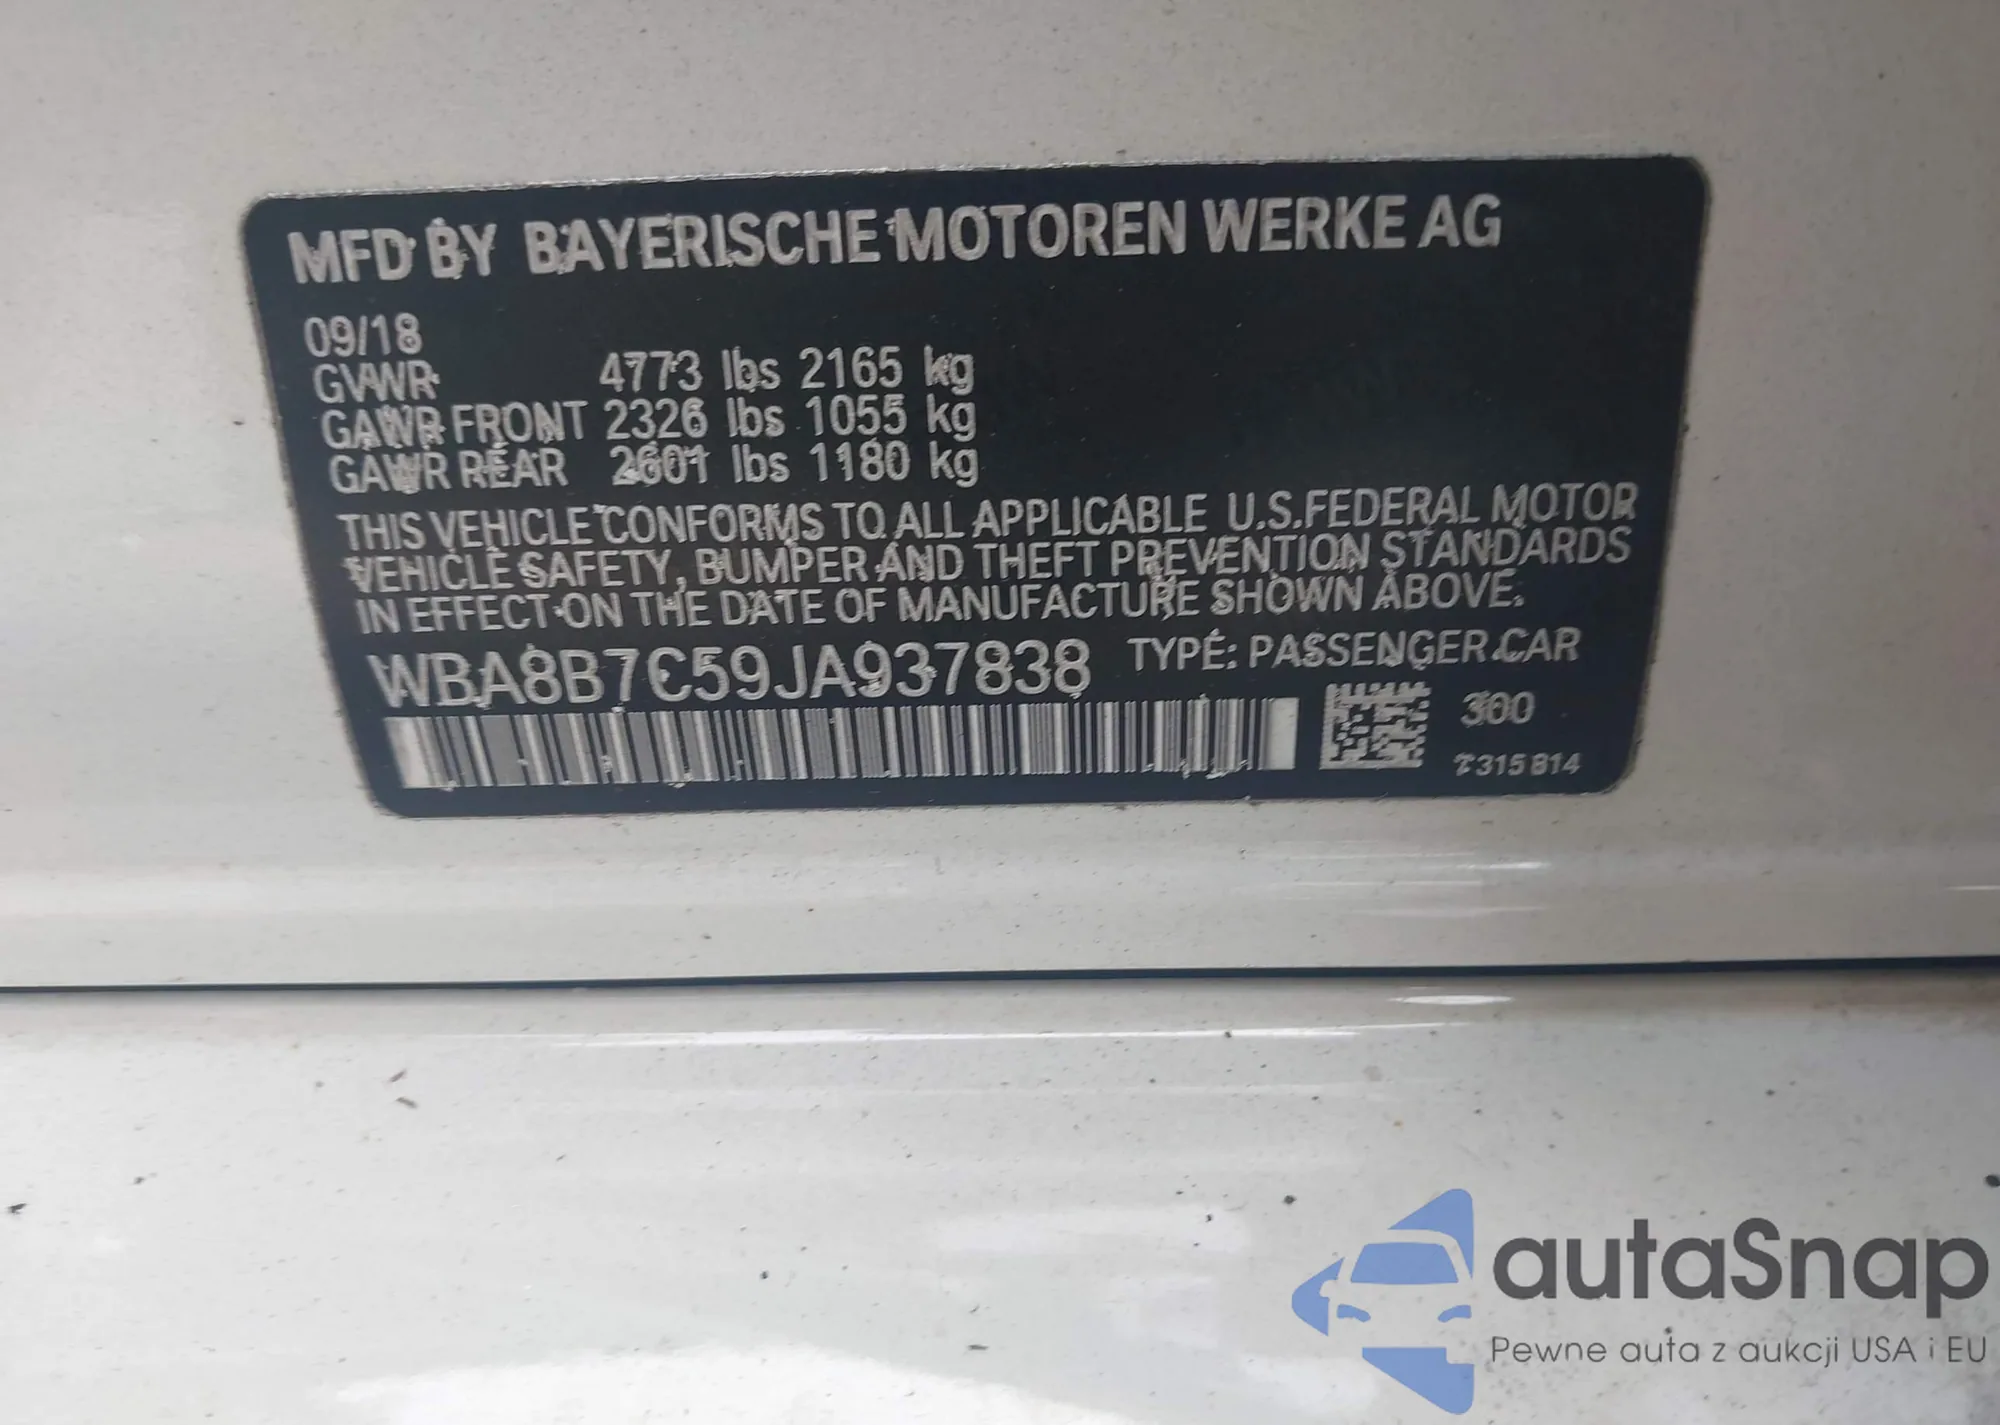 MFD BY BAYERISCHE MOTOREN WERKE AG
09/18
GVWR 4773 lbs 2165 kg
GAWR FRONT 2326 lbs 1055 kg
GAWR REAR 2601 lbs 1180 kg
THIS VEHICLE CONFORMS TO ALL APPLICABLE U.S.FEDERAL MOTOR
VEHICLE SAFETY, BUMPER AND THEFT PREVENTION STANDARDS
IN EFFECT ON THE DATE OF MANUFACTURE SHOWN ABOVE.
WBA8B7C59JA937838 TYPE: PASSENGER CAR
300
7315814
autaSnap
Pewne auta z aukcji USA i EU